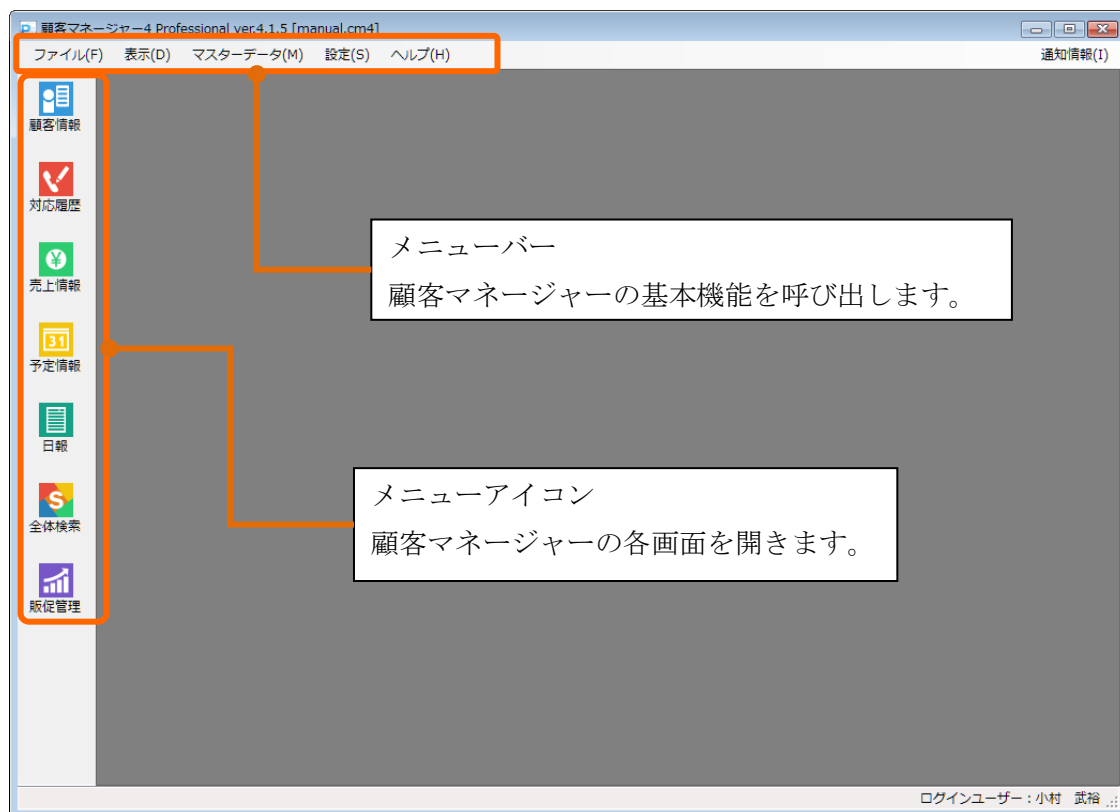 顧客マネージャー4 Professional ver.4.1.5 [manual.cm4]
ファイル(F) 表示(D) マスターデータ(M) 設定(S) ヘルプ(H) 通知情報(I)
顧客情報
対応履歴
売上情報
31
予定情報
日報
S
全体検索
販促管理
メニューバー
顧客マネージャーの基本機能を呼び出します。
メニューアイコン
顧客マネージャーの各画面を開きます。
ログインユーザー：小村 武裕